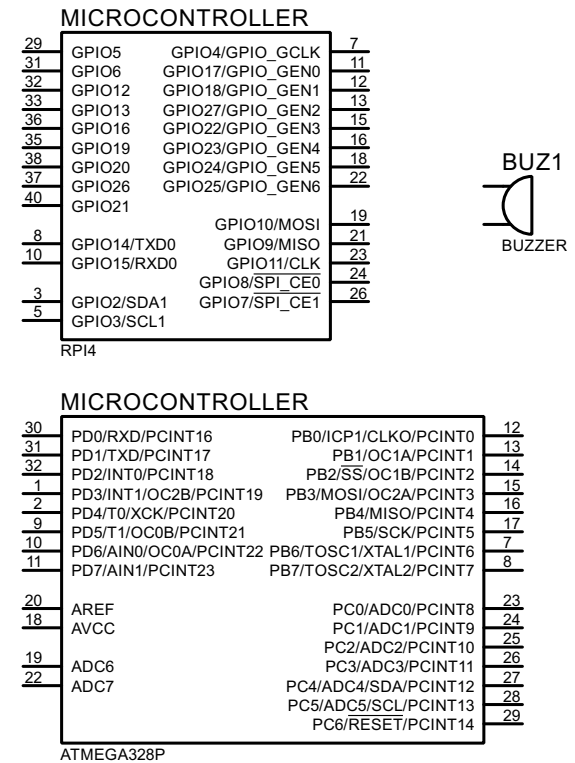 MICROCONTROLLER
29 GPIO5 GPIO4/GPIO_GCLK 7
31 GPIO6 GPIO17/GPIO_GEN0 11
32 GPIO12 GPIO18/GPIO_GEN1 12
33 GPIO13 GPIO27/GPIO_GEN2 13
36 GPIO16 GPIO22/GPIO_GEN3 15
35 GPIO19 GPIO23/GPIO_GEN4 16
38 GPIO20 GPIO24/GPIO_GEN5 18
37 GPIO26 GPIO25/GPIO_GEN6 22
40 GPIO21
GPIO10/MOSI 19
8 GPIO14/TXD0 GPIO9/MISO 21
10 GPIO15/RXD0 GPIO11/CLK 23
GPIO8/SPI_CE0 24
3 GPIO2/SDA1 GPIO7/SPI_CE1 26
5 GPIO3/SCL1
RPI4
BUZ1
BUZZER
MICROCONTROLLER
30 PD0/RXD/PCINT16 PB0/ICP1/CLKO/PCINT0 12
31 PD1/TXD/PCINT17 PB1/OC1A/PCINT1 13
32 PD2/INT0/PCINT18 PB2/SS/OC1B/PCINT2 14
1 PD3/INT1/OC2B/PCINT19 PB3/MOSI/OC2A/PCINT3 15
2 PD4/T0/XCK/PCINT20 PB4/MISO/PCINT4 16
9 PD5/T1/OC0B/PCINT21 PB5/SCK/PCINT5 17
10 PD6/AIN0/OC0A/PCINT22 PB6/TOSC1/XTAL1/PCINT6 7
11 PD7/AIN1/PCINT23 PB7/TOSC2/XTAL2/PCINT7 8
20 AREF PC0/ADC0/PCINT8 23
18 AVCC PC1/ADC1/PCINT9 24
PC2/ADC2/PCINT10 25
19 ADC6 PC3/ADC3/PCINT11 26
22 ADC7 PC4/ADC4/SDA/PCINT12 27
PC5/ADC5/SCL/PCINT13 28
PC6/RESET/PCINT14 29
ATMEGA328P